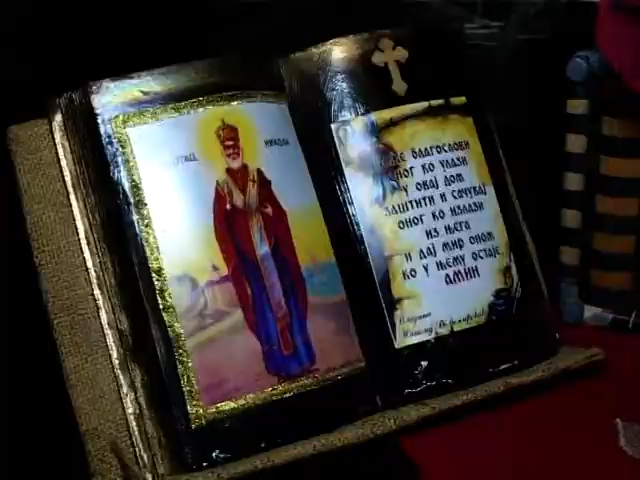 НИКОЛА
БОЖЕ БЛАГОСЛОВИ
ОНОГ КО УЛАЗИ
У ОВАЈ ДОМ
ЗАШТИТИ И САЧУВАЈ
ОНОГ КО ИЗЛАЗИ
ИЗ ЊЕГА
И ДАЈ МИР ОНОМ
КО У ЊЕМУ ОСТАЈЕ
АМИН